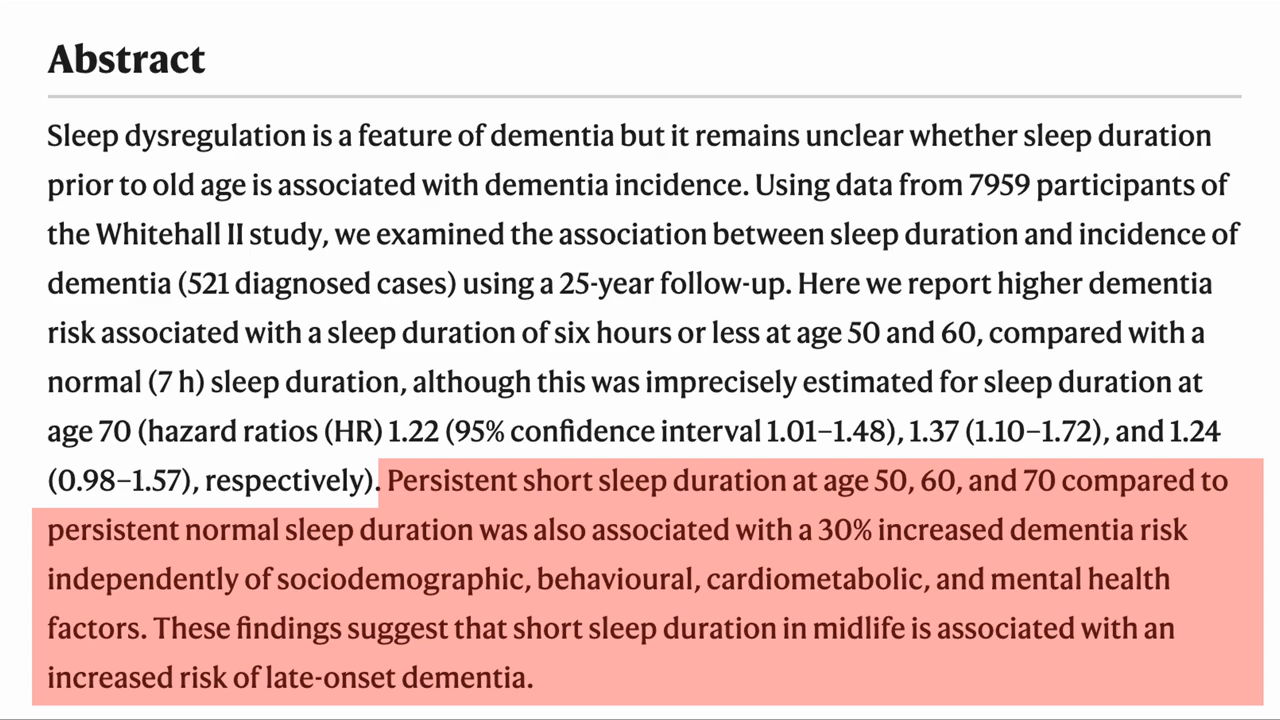 Abstract
Sleep dysregulation is a feature of dementia but it remains unclear whether sleep duration
prior to old age is associated with dementia incidence. Using data from 7959 participants of
the Whitehall II study, we examined the association between sleep duration and incidence of
dementia (521 diagnosed cases) using a 25-year follow-up. Here we report higher dementia
risk associated with a sleep duration of six hours or less at age 50 and 60, compared with a
normal (7 h) sleep duration, although this was imprecisely estimated for sleep duration at
age 70 (hazard ratios (HR) 1.22 (95% confidence interval 1.01–1.48), 1.37 (1.10–1.72), and 1.24
(0.98–1.57), respectively). Persistent short sleep duration at age 50, 60, and 70 compared to
persistent normal sleep duration was also associated with a 30% increased dementia risk
independently of sociodemographic, behavioural, cardiometabolic, and mental health
factors. These findings suggest that short sleep duration in midlife is associated with an
increased risk of late-onset dementia.